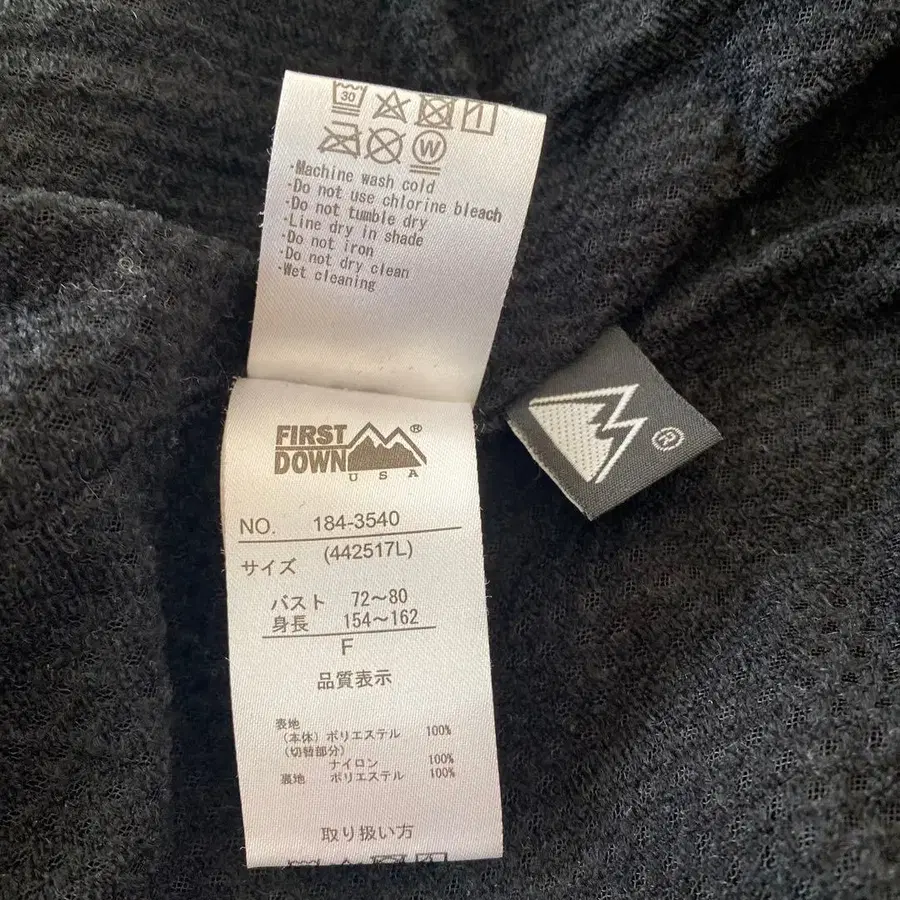 30
W
·Machine wash cold
·Do not use chlorine bleach
·Do not tumble dry
·Line dry in shade
·Do not iron
·Do not dry clean
·Wet cleaning
FIRST
DOWN
®
USA
NO. 184-3540
サイズ (442517L)
バスト 72～80
身長 154～162
F
品質表示
表地
(本体) ポリエステル 100%
(切替部分)
ナイロン 100%
裏地 ポリエステル 100%
取り扱い方
®